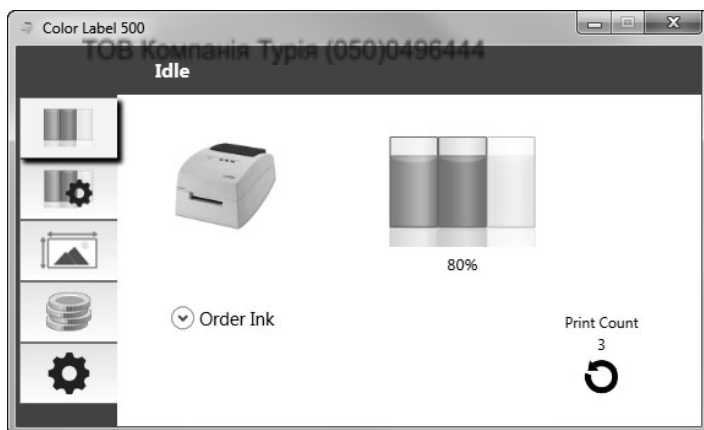 Color Label 500
ТОВ Компанія Турія (050)0496444
Idle
80%
Order Ink
Print Count
3